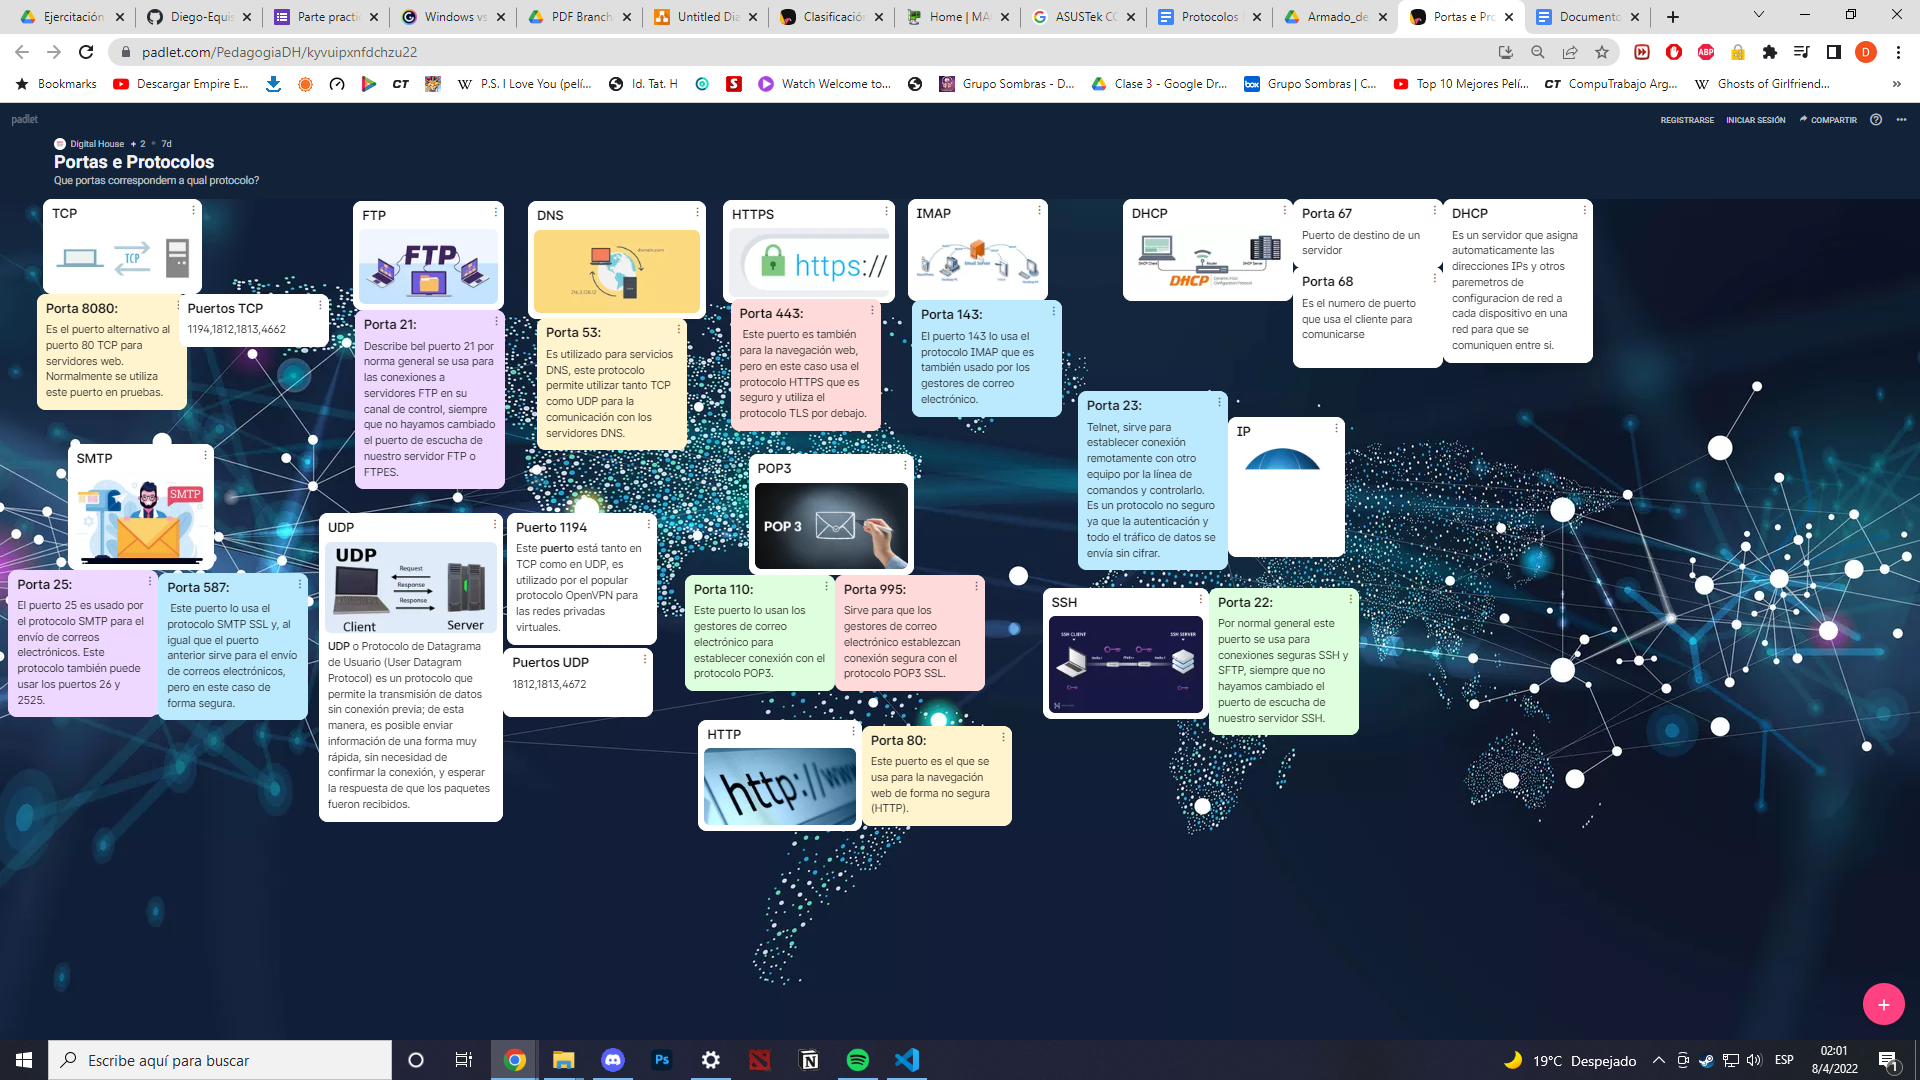 Ejercitación
Diego-Equis
Parte practi
Windows vs
PDF Branch
Untitled Dia
Clasificación
Home | MA
ASUSTek CO
Protocolos
Armado_de
Portas e Pro
Documento
padlet.com/PedagogiaDH/kyvuipxnfdchzu22
Bookmarks
Descargar Empire E...
P.S. I Love You (pelí...
Id. Tat. H
Watch Welcome to...
Grupo Sombras - D...
Clase 3 - Google Dr...
Grupo Sombras | C...
Top 10 Mejores Pelí...
CompuTrabajo Arg...
Ghosts of Girlfriend...
padlet
REGISTRARSE
INICIAR SESIÓN
COMPARTIR
Digital House + 2 • 7d
Portas e Protocolos
Que portas correspondem a qual protocolo?
TCP
TCP
Porta 8080:
Es el puerto alternativo al
puerto 80 TCP para
servidores web.
Normalmente se utiliza
este puerto en pruebas.
Puertos TCP
1194,1812,1813,4662
FTP
FTP
Porta 21:
Describe bel puerto 21 por
norma general se usa para
las conexiones a
servidores FTP en su
canal de control, siempre
que no hayamos cambiado
el puerto de escucha de
nuestro servidor FTP o
FTPES.
DNS
domain.com
Porta 53:
Es utilizado para servicios
DNS, este protocolo
permite utilizar tanto TCP
como UDP para la
comunicación con los
servidores DNS.
HTTPS
https://
Porta 443:
Este puerto es también
para la navegación web,
pero en este caso usa el
protocolo HTTPS que es
seguro y utiliza el
protocolo TLS por debajo.
IMAP
Porta 143:
El puerto 143 lo usa el
protocolo IMAP que es
también usado por los
gestores de correo
electrónico.
DHCP
DHCP Client
Router
DHCP Server
DHCP
Porta 67
Puerto de destino de un
servidor
Porta 68
Es el numero de puerto
que usa el cliente para
comunicarse
DHCP
Es un servidor que asigna
automaticamente las
direcciones IPs y otros
paremetros de
configuracion de red a
cada dispositivo en una
red para que se
comuniquen entre si.
Porta 23:
Telnet, sirve para
establecer conexión
remotamente con otro
equipo por la línea de
comandos y controlarlo.
Es un protocolo no seguro
ya que la autenticación y
todo el tráfico de datos se
envía sin cifrar.
IP
SMTP
SMTP
Porta 25:
El puerto 25 es usado por
el protocolo SMTP para el
envío de correos
electrónicos. Este
protocolo también puede
usar los puertos 26 y
2525.
Porta 587:
Este puerto lo usa el
protocolo SMTP SSL y, al
igual que el puerto
anterior sirve para el envío
de correos electrónicos,
pero en este caso de
forma segura.
UDP
UDP
Request
Response
Response
Client
Server
UDP o Protocolo de Datagrama
de Usuario (User Datagram
Protocol) es un protocolo que
permite la transmisión de datos
sin conexión previa; de esta
manera, es posible enviar
información de una forma muy
rápida, sin necesidad de
confirmar la conexión, y esperar
la respuesta de que los paquetes
fueron recibidos.
Puerto 1194
Este puerto está tanto en
TCP como en UDP, es
utilizado por el popular
protocolo OpenVPN para
las redes privadas
virtuales.
Puertos UDP
1812,1813,4672
POP3
POP 3
Porta 110:
Este puerto lo usan los
gestores de correo
electrónico para
establecer conexión con el
protocolo POP3.
Porta 995:
Sirve para que los
gestores de correo
electrónico establezcan
conexión segura con el
protocolo POP3 SSL.
HTTP
http://www
Porta 80:
Este puerto es el que se
usa para la navegación
web de forma no segura
(HTTP).
SSH
SSH CLIENT
SSH SERVER
Porta 22:
Por normal general este
puerto se usa para
conexiones seguras SSH y
SFTP, siempre que no
hayamos cambiado el
puerto de escucha de
nuestro servidor SSH.
Escribe aquí para buscar
19°C Despejado
ESP
02:01
8/4/2022